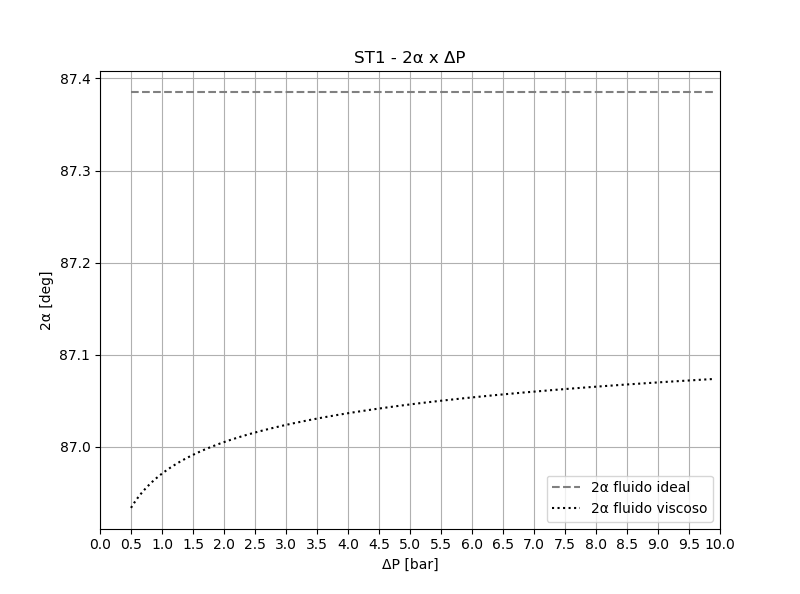 ST1 - 2α x ΔP
87.4
87.3
87.2
87.1
87.0
2α [deg]
2α fluido ideal
2α fluido viscoso
0.0 0.5 1.0 1.5 2.0 2.5 3.0 3.5 4.0 4.5 5.0 5.5 6.0 6.5 7.0 7.5 8.0 8.5 9.0 9.5 10.0
ΔP [bar]